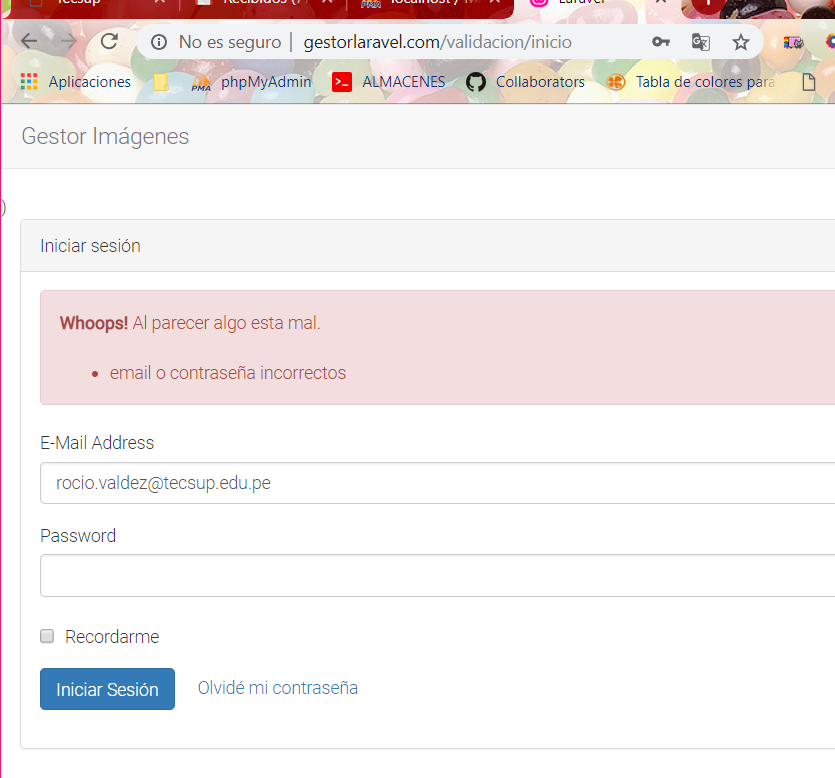 Tecsup
Laravel
No es seguro | gestorlaravel.com/validacion/inicio
Aplicaciones
PMA phpMyAdmin
ALMACENES
Collaborators
Tabla de colores para
Gestor Imágenes
)
Iniciar sesión
Whoops! Al parecer algo esta mal.
email o contraseña incorrectos
E-Mail Address
rocio.valdez@tecsup.edu.pe
Password
Recordarme
Iniciar Sesión
Olvidé mi contraseña